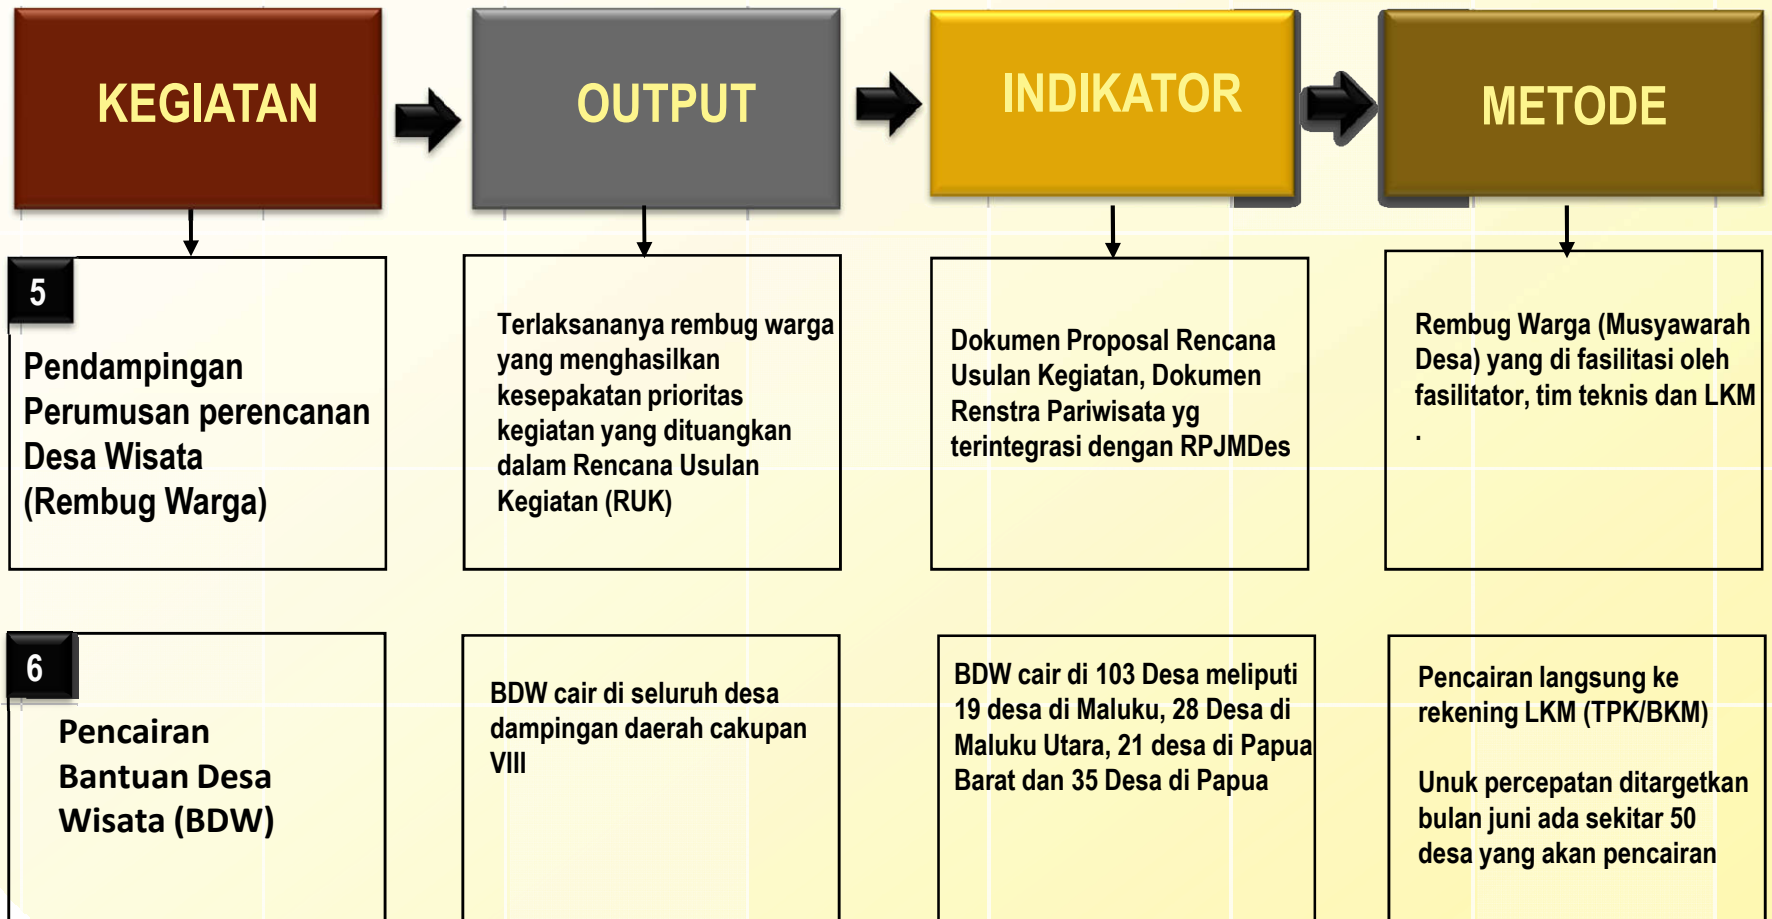 KEGIATAN
OUTPUT
INDIKATOR
METODE
5
Pendampingan
Perumusan perencanan
Desa Wisata
(Rembug Warga)
Terlaksananya rembug warga
yang menghasilkan
kesepakatan prioritas
kegiatan yang dituangkan
dalam Rencana Usulan
Kegiatan (RUK)
Dokumen Proposal Rencana
Usulan Kegiatan, Dokumen
Renstra Pariwisata yg
terintegrasi dengan RPJMDes
Rembug Warga (Musyawarah
Desa) yang di fasilitasi oleh
fasilitator, tim teknis dan LKM
.
6
Pencairan
Bantuan Desa
Wisata (BDW)
BDW cair di seluruh desa
dampingan daerah cakupan
VIII
BDW cair di 103 Desa meliputi
19 desa di Maluku, 28 Desa di
Maluku Utara, 21 desa di Papua
Barat dan 35 Desa di Papua
Pencairan langsung ke
rekening LKM (TPK/BKM)
Unuk percepatan ditargetkan
bulan juni ada sekitar 50
desa yang akan pencairan